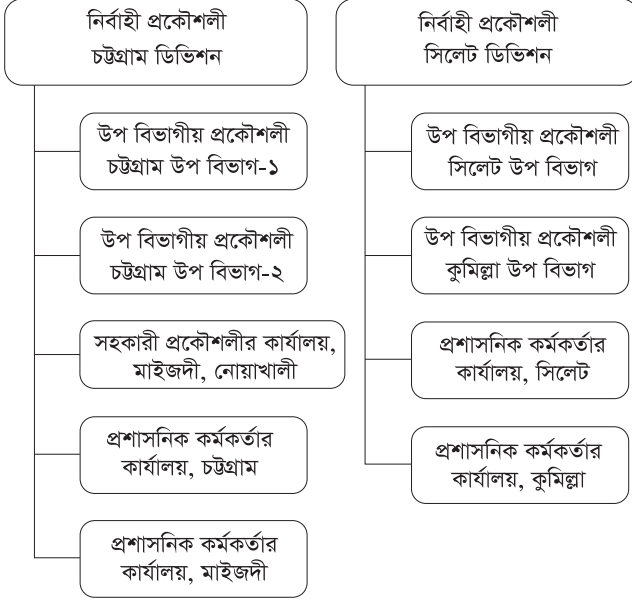 নির্বাহী প্রকৌশলী
চট্টগ্রাম ডিভিশন
উপ বিভাগীয় প্রকৌশলী
চট্টগ্রাম উপ বিভাগ-১
উপ বিভাগীয় প্রকৌশলী
চট্টগ্রাম উপ বিভাগ-২
সহকারী প্রকৌশলীর কার্যালয়,
মাইজদী, নোয়াখালী
প্রশাসনিক কর্মকর্তার
কার্যালয়, চট্টগ্রাম
প্রশাসনিক কর্মকর্তার
কার্যালয়, মাইজদী
নির্বাহী প্রকৌশলী
সিলেট ডিভিশন
উপ বিভাগীয় প্রকৌশলী
সিলেট উপ বিভাগ
উপ বিভাগীয় প্রকৌশলী
কুমিল্লা উপ বিভাগ
প্রশাসনিক কর্মকর্তার
কার্যালয়, সিলেট
প্রশাসনিক কর্মকর্তার
কার্যালয়, কুমিল্লা